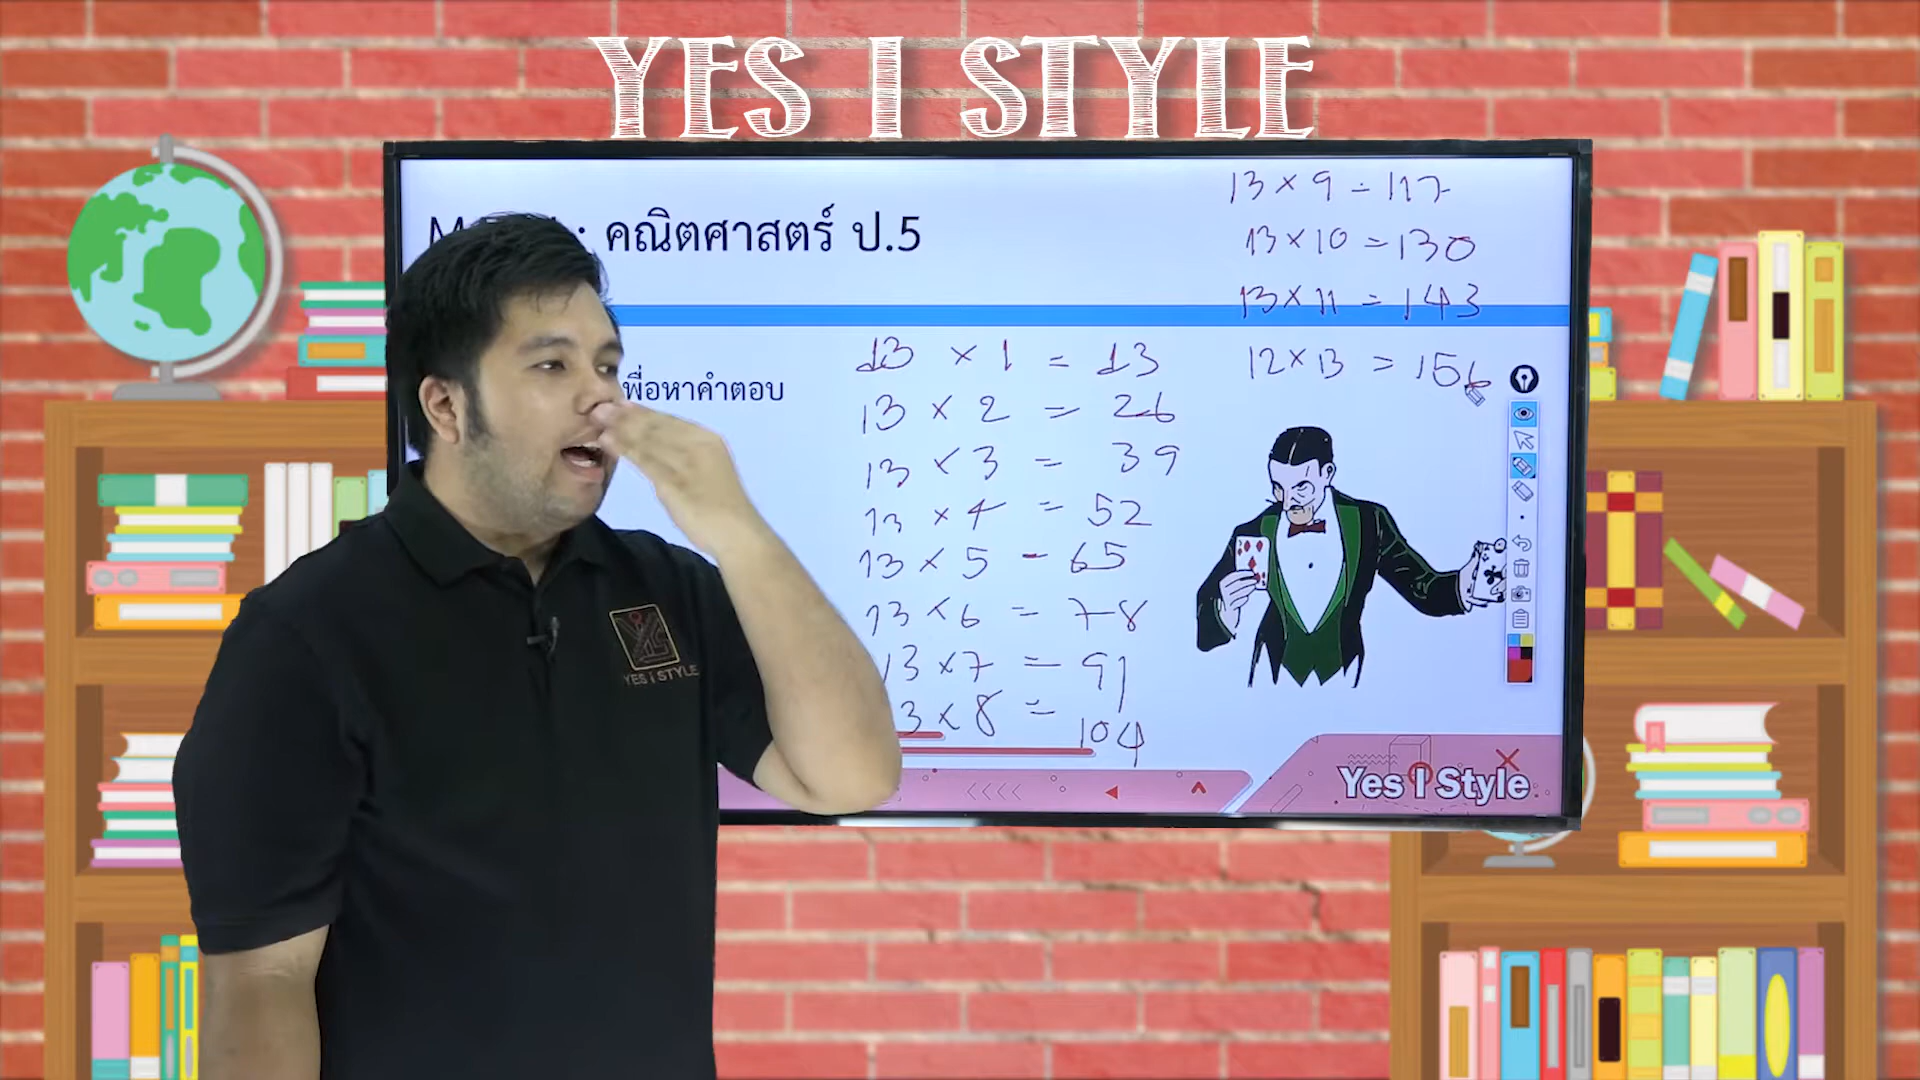 YES I STYLE
: คณิตศาสตร์ ป.5
13 × 9 = 117
13 × 10 = 130
13 × 11 = 143
12 × 13 = 156
พื่อหาคำตอบ
13 × 1 = 13
13 × 2 = 26
13 × 3 = 39
13 × 4 = 52
13 × 5 - 65
13 × 6 = 78
13 × 7 = 91
3 × 8 = 104
YES i STYLE
Yes I Style